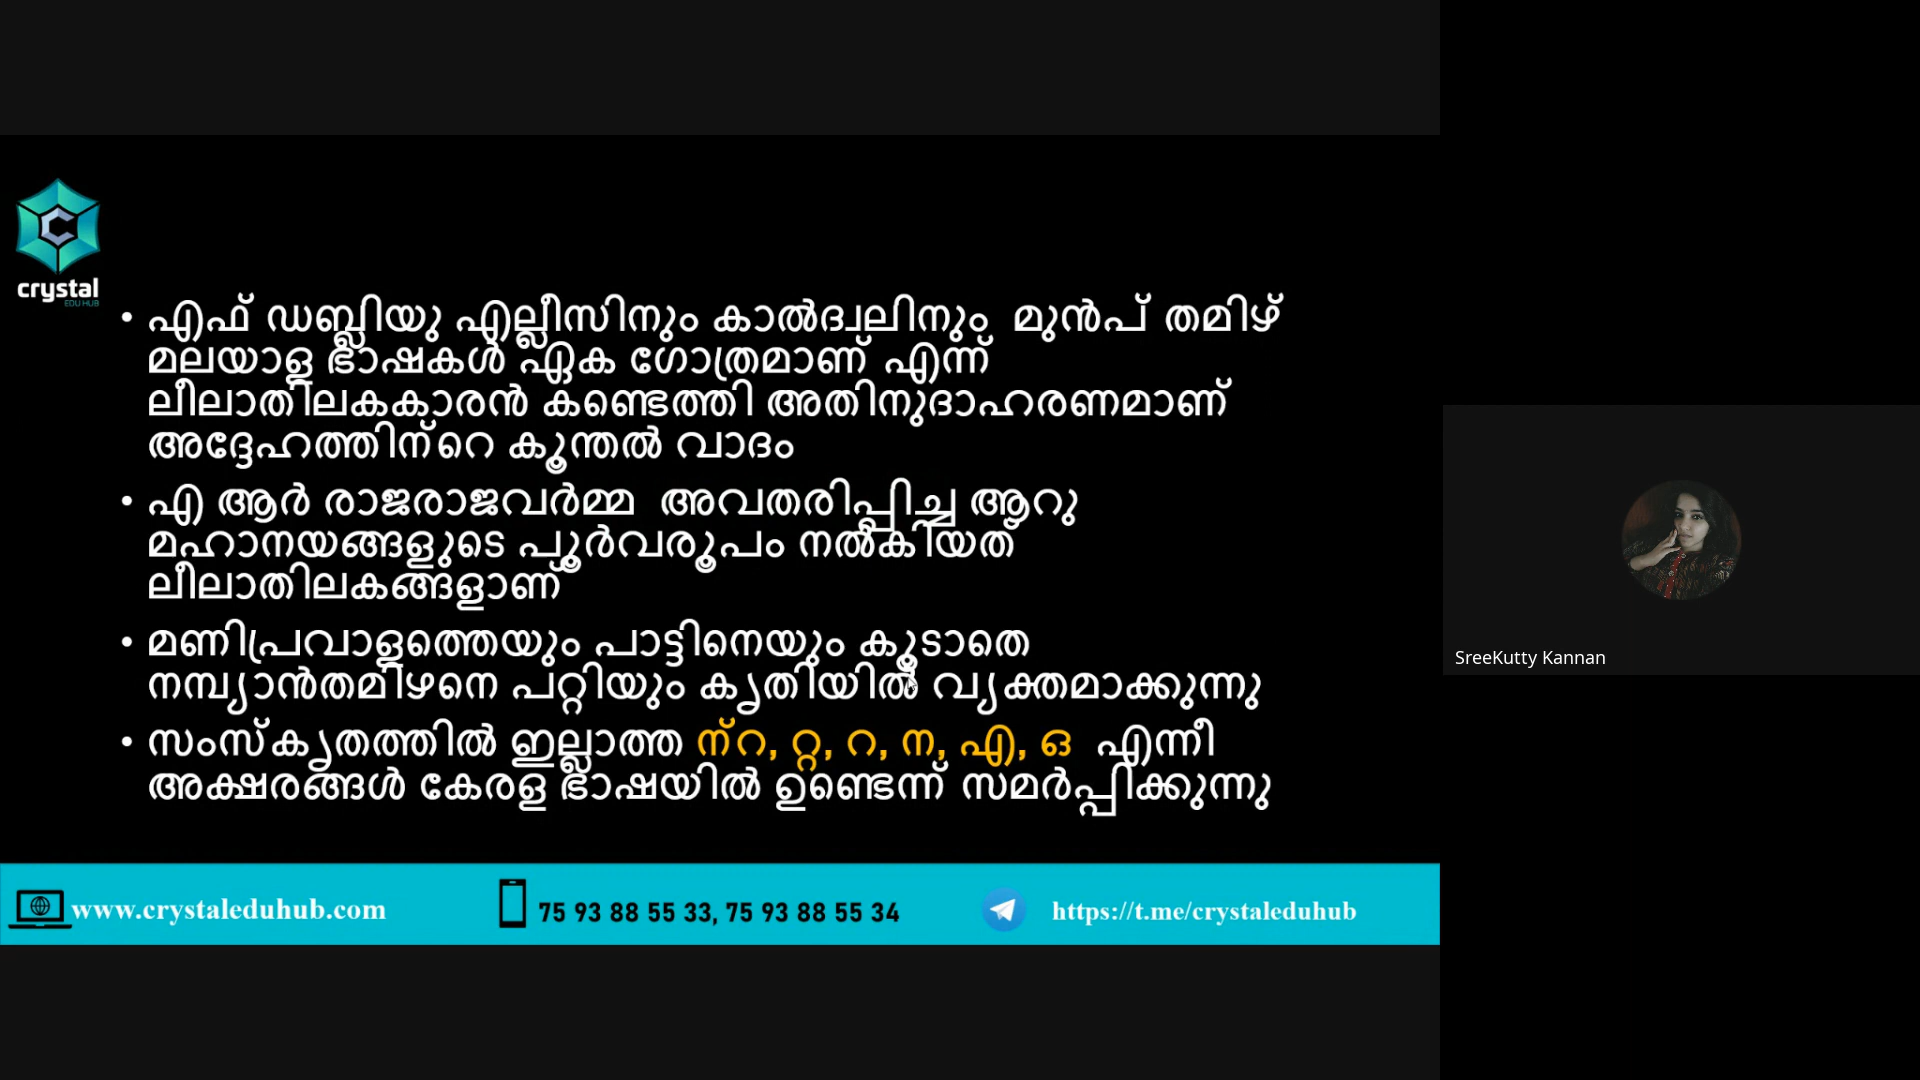 crystal
EDU HUB
• എഫ് ഡബ്ലിയു എല്ലീസിനും കാൽദ്വലിനും മുൻപ് തമിഴ്
മലയാള ഭാഷകൾ ഏക ഗോത്രമാണ് എന്ന്
ലീലാതിലകകാരൻ കണ്ടെത്തി അതിനുദാഹരണമാണ്
അദ്ദേഹത്തിന്റെ കൂന്തൽ വാദം
• എ ആർ രാജരാജവർമ്മ അവതരിപ്പിച്ച ആറു
മഹാനയങ്ങളുടെ പൂർവരൂപം നൽകിയത്
ലീലാതിലകങ്ങളാണ്
• മണിപ്രവാളത്തെയും പാട്ടിനെയും കൂടാതെ
നമ്പ്യാൻതമിഴനെ പറ്റിയും കൃതിയിൽ വ്യക്തമാക്കുന്നു
• സംസ്കൃതത്തിൽ ഇല്ലാത്ത ന്റ, റ്റ, റ, ന, എ, ഒ എന്നീ
അക്ഷരങ്ങൾ കേരള ഭാഷയിൽ ഉണ്ടെന്ന് സമർപ്പിക്കുന്നു
www.crystaleduhub.com 75 93 88 55 33, 75 93 88 55 34 https://t.me/crystaleduhub
SreeKutty Kannan